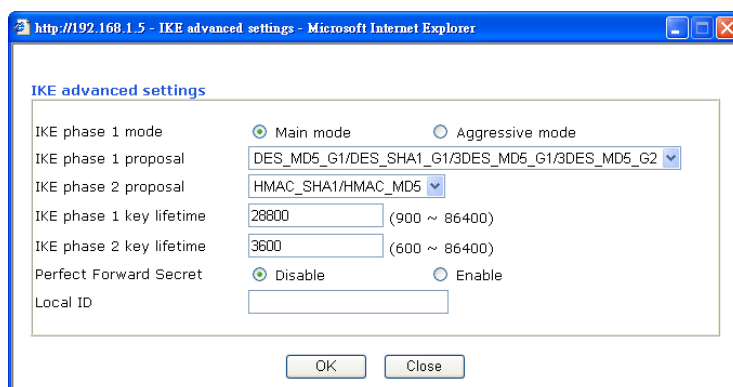 http://192.168.1.5 - IKE advanced settings - Microsoft Internet Explorer
IKE advanced settings
IKE phase 1 mode Main mode Aggressive mode
IKE phase 1 proposal DES_MD5_G1/DES_SHA1_G1/3DES_MD5_G1/3DES_MD5_G2
IKE phase 2 proposal HMAC_SHA1/HMAC_MD5
IKE phase 1 key lifetime 28800 (900 ~ 86400)
IKE phase 2 key lifetime 3600 (600 ~ 86400)
Perfect Forward Secret Disable Enable
Local ID
OK Close